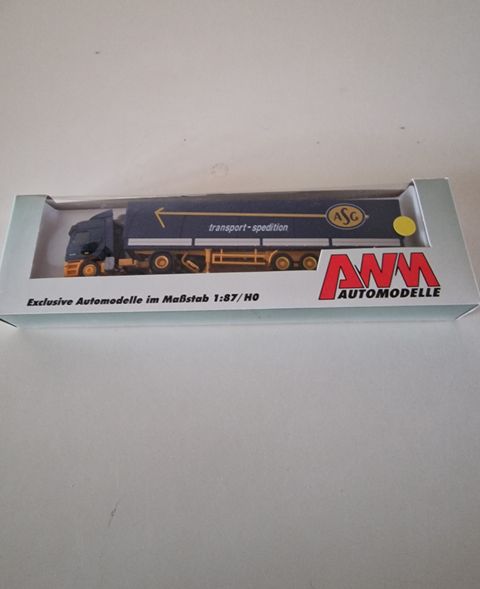 ASG
transport-spedition
AWM
AUTOMODELLE
Exclusive Automodelle im Maßstab 1:87/H0